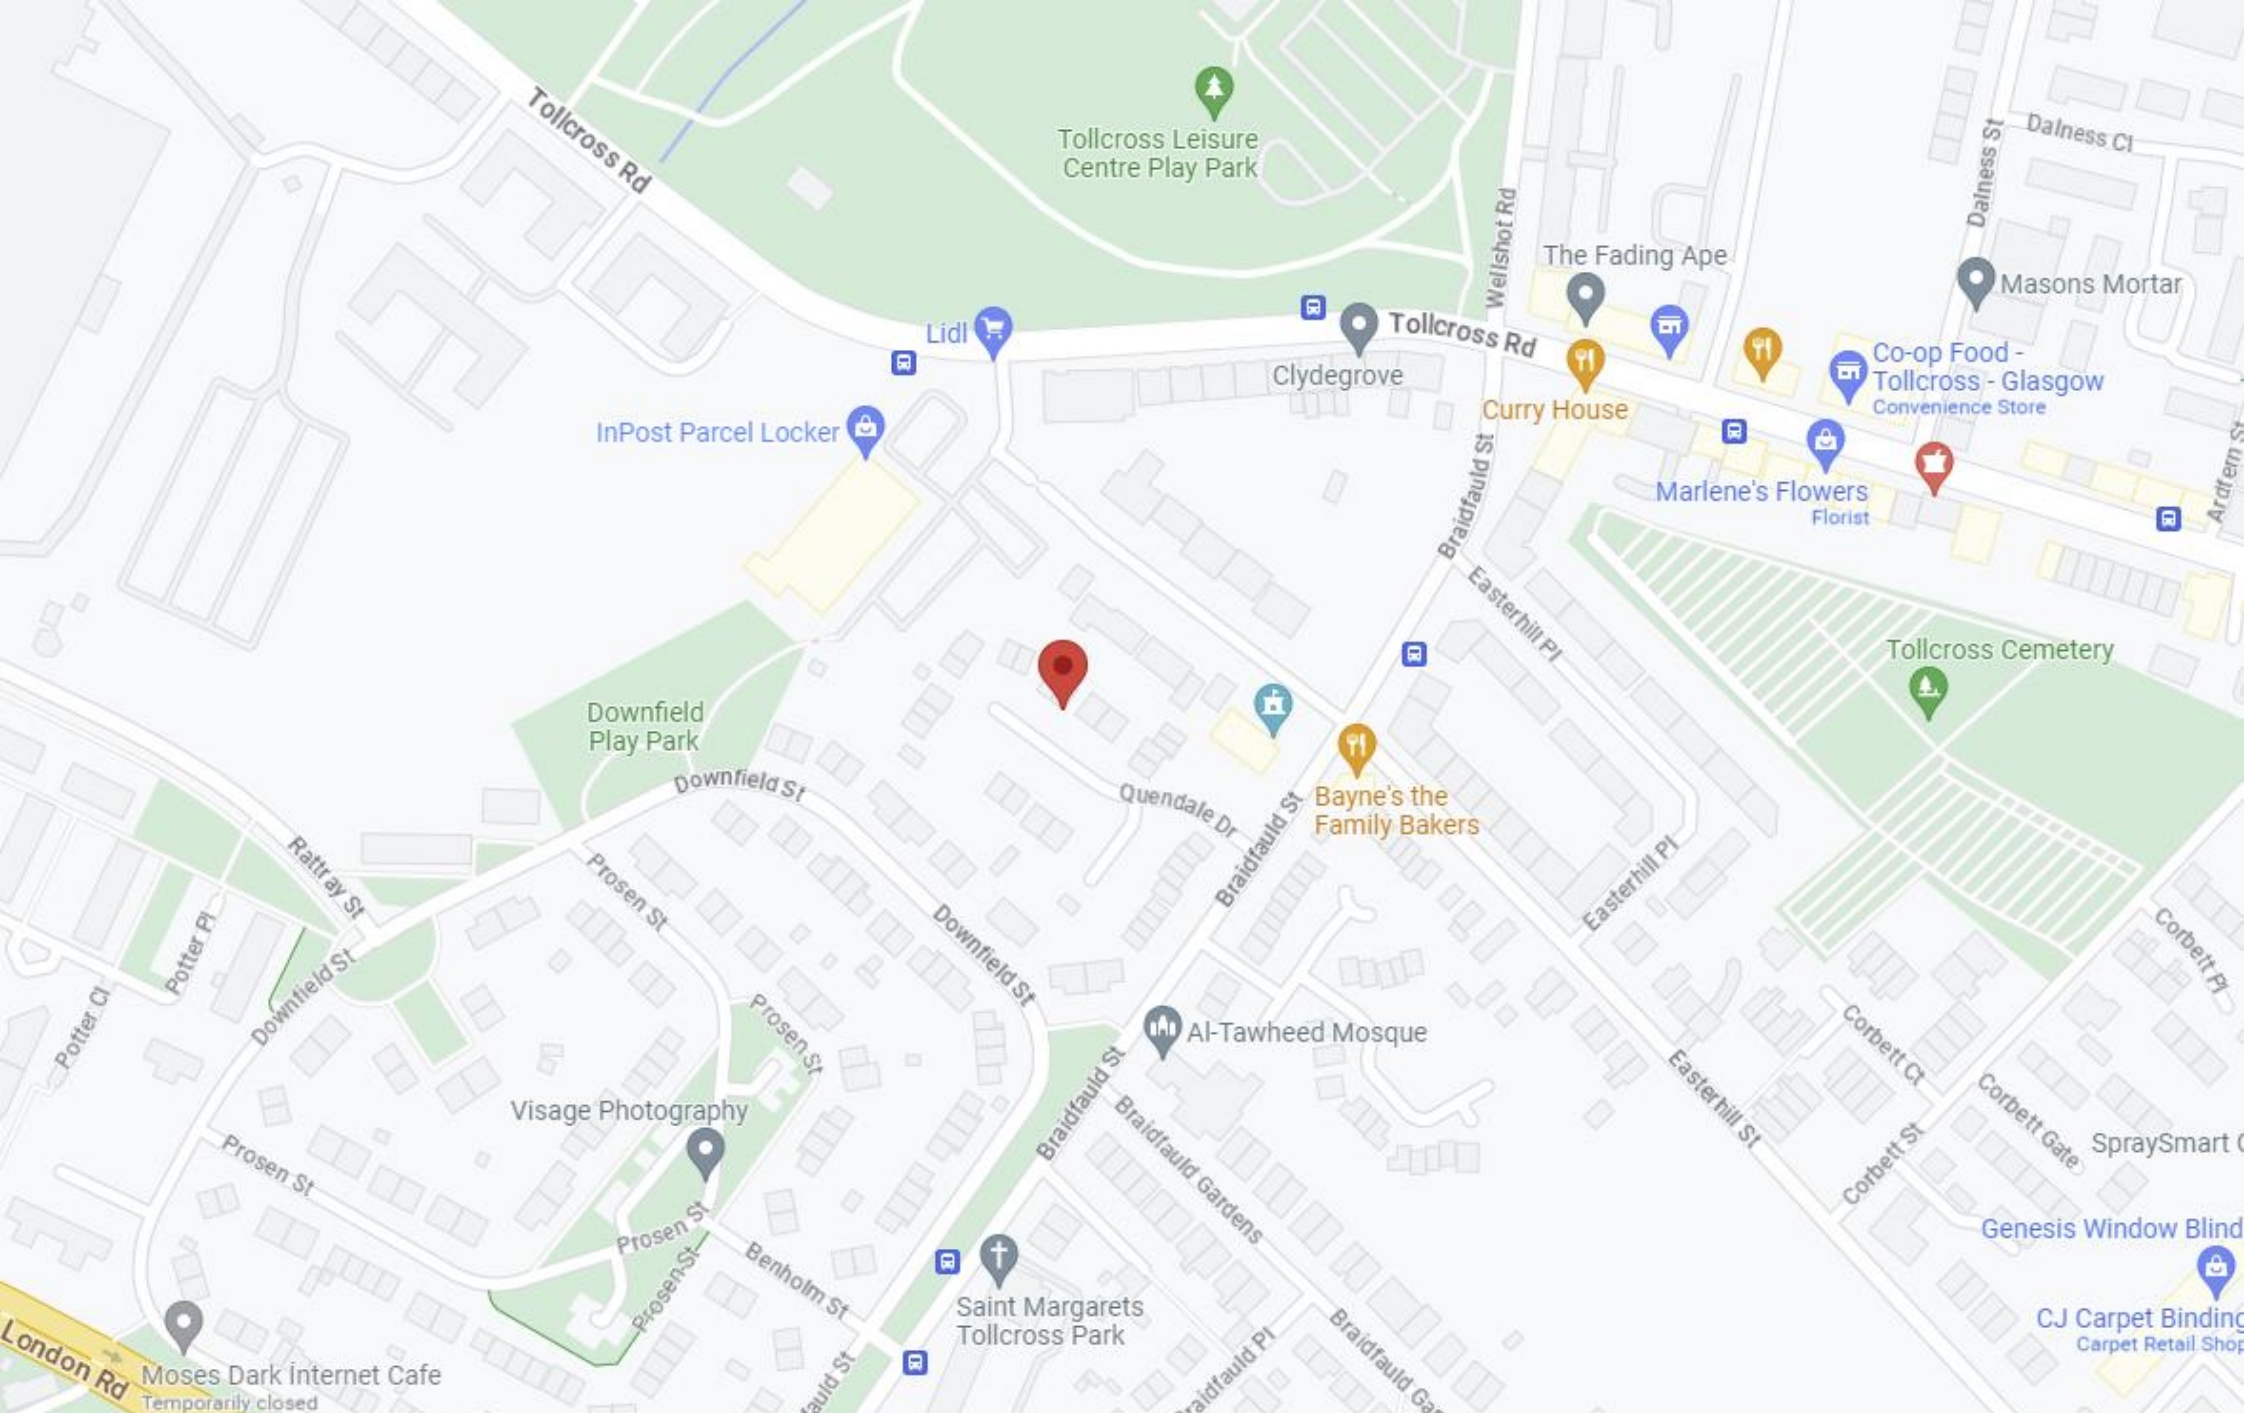 Tollcross Rd
Tollcross Leisure
Centre Play Park
Dalness Cl
Dalness St
Wellshot Rd
The Fading Ape
Masons Mortar
Lidl
Tollcross Rd
Clydegrove
Co-op Food -
Tollcross - Glasgow
Convenience Store
Curry House
InPost Parcel Locker
Braidfauld St
Marlene's Flowers
Florist
Ardfern St
Easterhill Pl
Tollcross Cemetery
Downfield
Play Park
Downfield St
Quendale Dr
Bayne's the
Family Bakers
Braidfauld St
Rattray St
Prosen St
Easterhill Pl
Potter Pl
Downfield St
Downfield St
Corbett Pl
Potter Cl
Prosen St
Al-Tawheed Mosque
Corbett Ct
Easterhill St
Braidfauld St
Visage Photography
Braidfauld Gardens
Corbett Gate
SpraySmart
Prosen St
Corbett St
Prosen St
Prosen St
Benholm St
Genesis Window Blind
Saint Margarets
Tollcross Park
CJ Carpet Binding
Carpet Retail Shop
London Rd
Moses Dark Internet Cafe
Temporarily closed
auld St
Braidfauld Pl
Braidfauld Ga